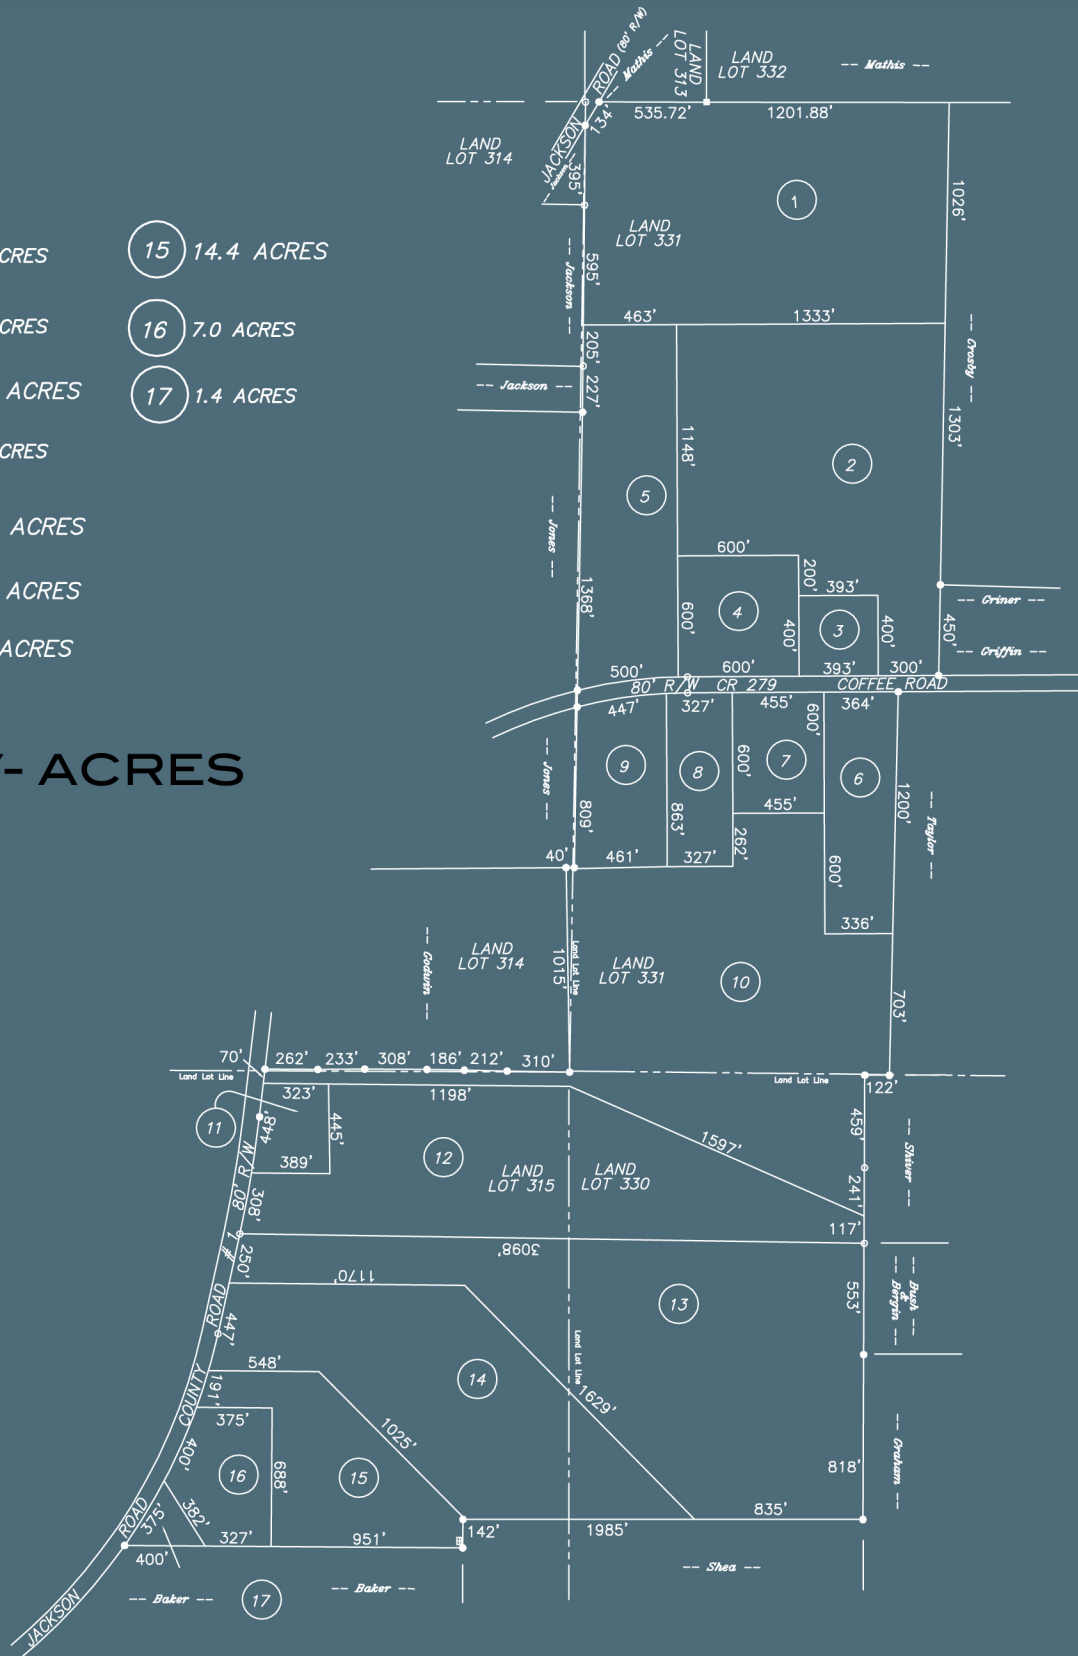 CRES
CRES
ACRES
CRES
ACRES
ACRES
ACRES
15 14.4 ACRES
16 7.0 ACRES
17 1.4 ACRES
- ACRES
JACKSON ROAD (80' R/W)
-- Mathis --
LAND
LOT 313
LAND
LOT 332
-- Mathis --
134'
535.72'
1201.88'
LAND
LOT 314
Jackson
395'
1
1026'
LAND
LOT 331
-- Jackson --
595'
463'
1333'
205'
-- Crosby --
-- Jackson --
227'
1303'
1148'
2
5
-- Jones --
600'
200'
393'
1368'
4
3
600'
400'
400'
450'
-- Griner --
-- Griffin --
500'
600'
393'
300'
80' R/W CR 279 COFFEE ROAD
447'
327'
455'
600'
364'
-- Jones --
9
8
600'
7
6
809'
863'
455'
1200'
-- Taylor --
262'
40'
461'
327'
600'
336'
-- Godwin --
LAND
LOT 314
1015'
Land Lot Line
LAND
LOT 331
10
703'
70'
262'
233'
308'
186'
212'
310'
Land Lot Line
Land Lot Line
122'
323'
1198'
11
448'
445'
459'
1597'
-- Shiver --
12
389'
LAND
LOT 315
LAND
LOT 330
241'
308'
117'
3098'
250'
1170'
13
553'
-- Bush
&
Bergin --
447'
Land Lot Line
548'
14
191'
1629'
375'
1025'
400'
16
688'
15
818'
-- Graham --
382'
375'
835'
327'
951'
142'
1985'
400'
-- Shea --
-- Baker --
-- Baker --
17
JACKSON ROAD COUNTY ROAD # 1 80' R/W